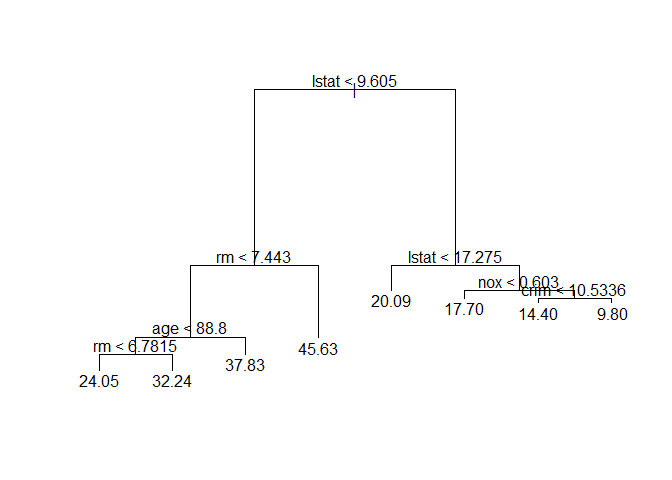 lstat < 9.605
rm < 7.443
lstat < 17.275
nox < 0.603
crim < 10.5336
20.09
17.70
14.40
9.80
age < 88.8
45.63
rm < 6.7815
37.83
24.05
32.24